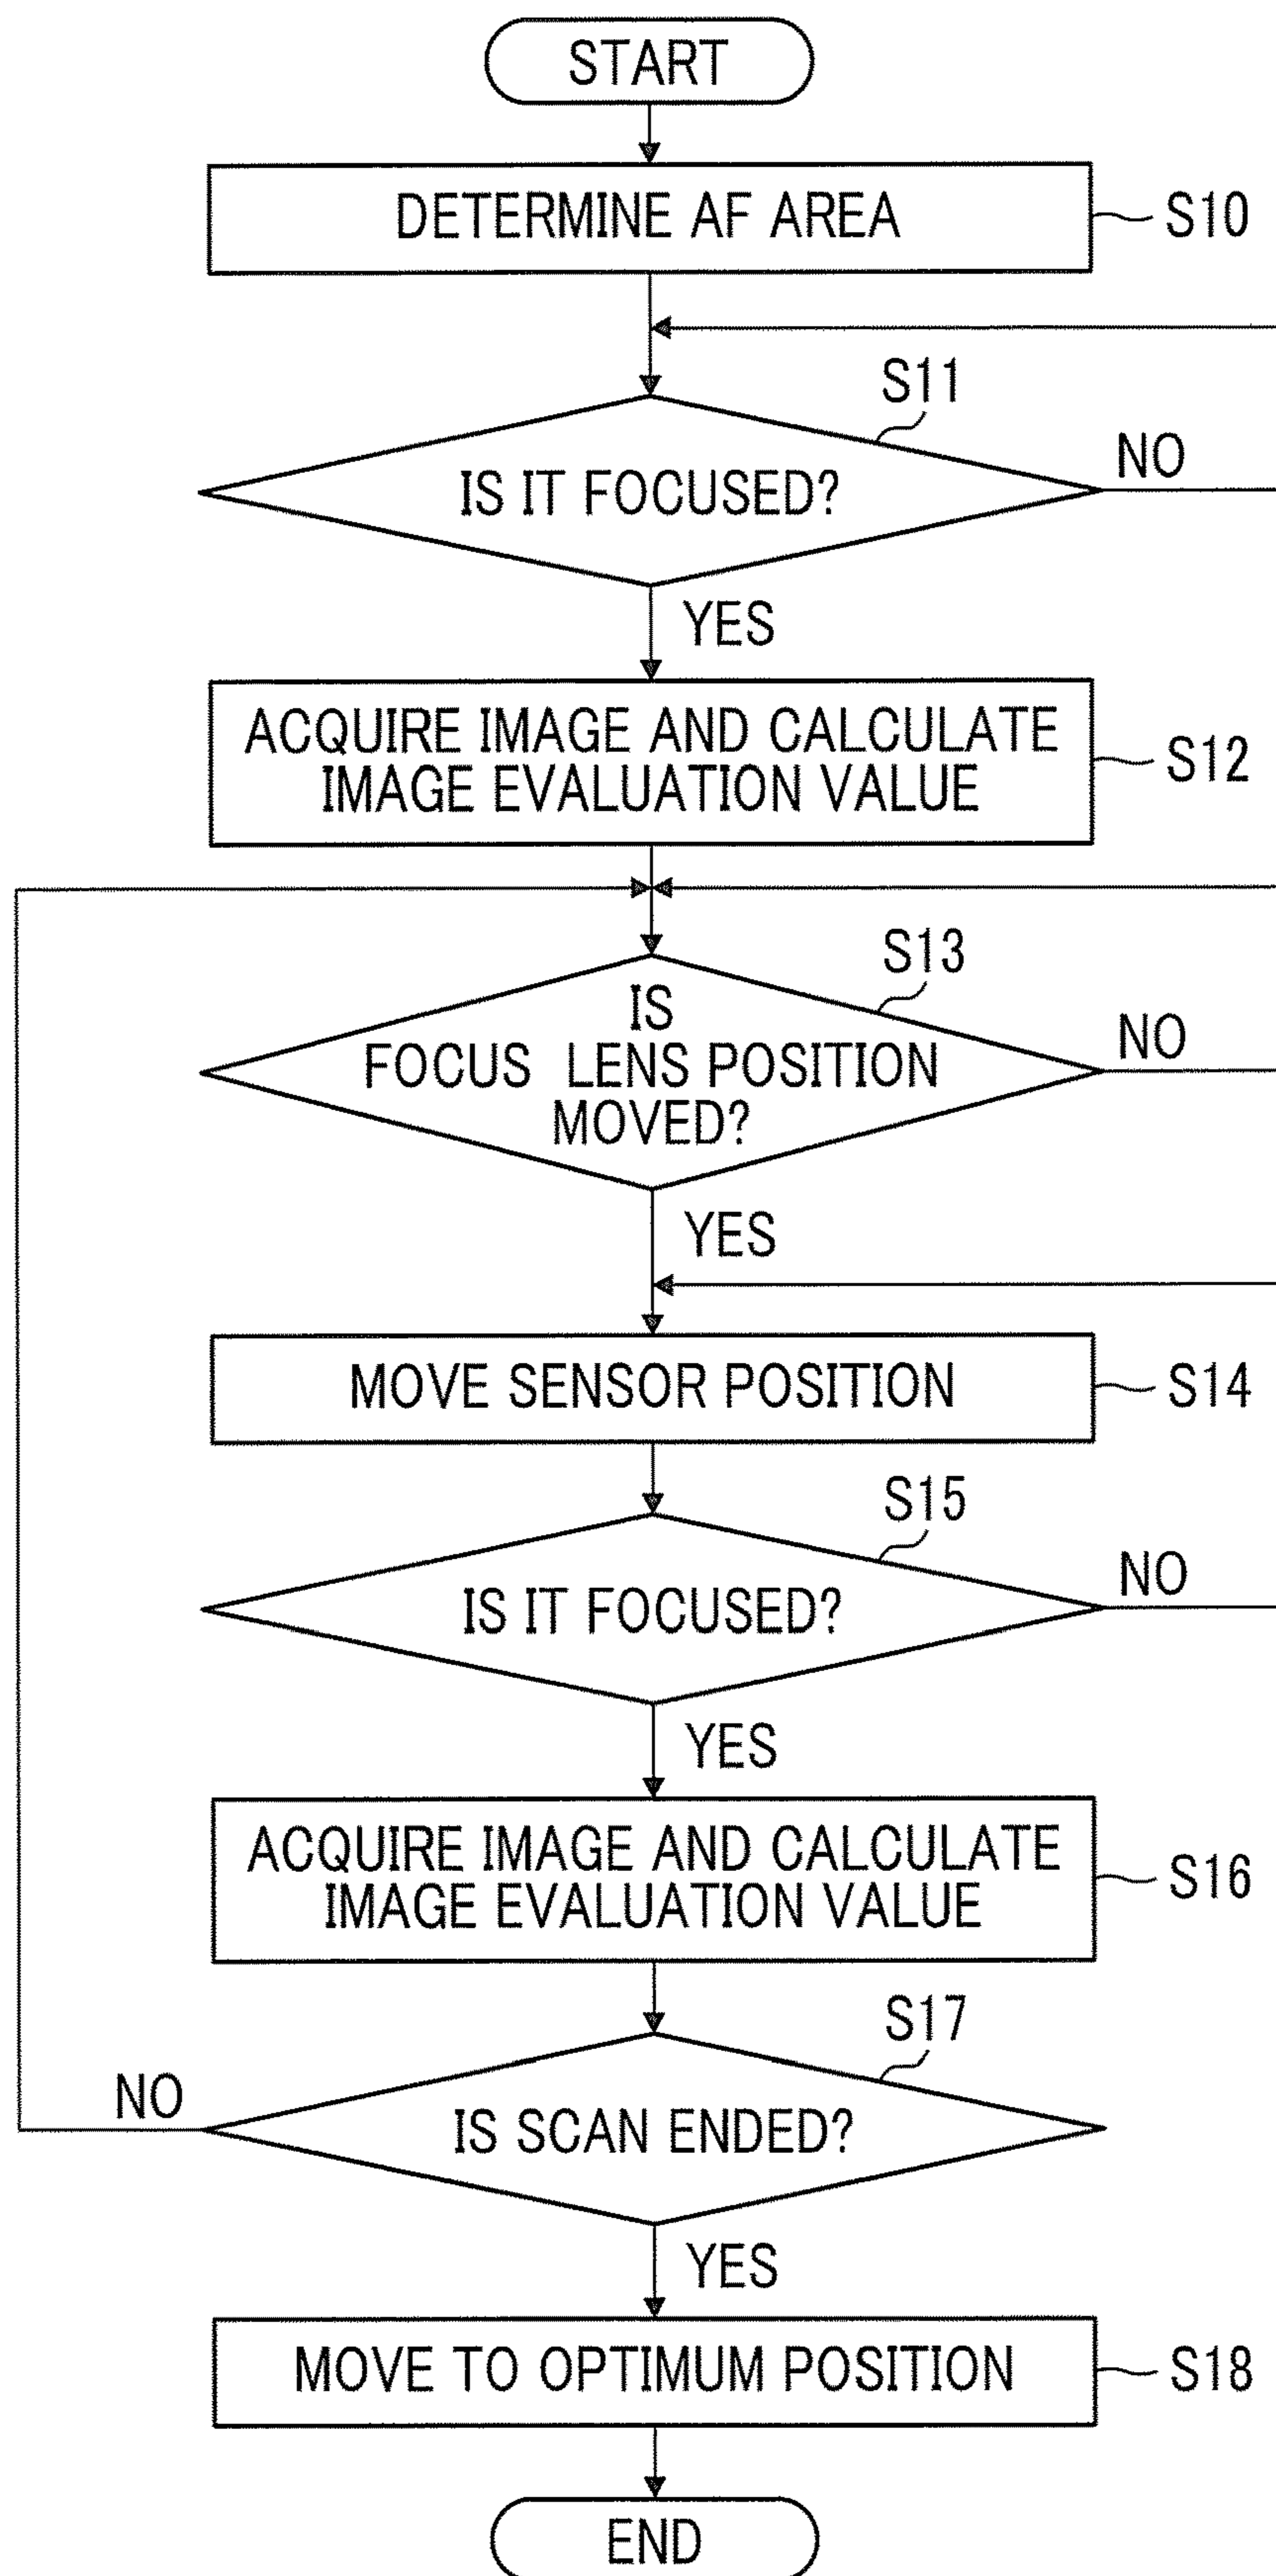 START
DETERMINE AF AREA
S10
S11
IS IT FOCUSED?
NO
YES
ACQUIRE IMAGE AND CALCULATE
IMAGE EVALUATION VALUE
S12
S13
IS
FOCUS LENS POSITION
MOVED?
NO
YES
MOVE SENSOR POSITION
S14
S15
IS IT FOCUSED?
NO
YES
ACQUIRE IMAGE AND CALCULATE
IMAGE EVALUATION VALUE
S16
S17
NO
IS SCAN ENDED?
YES
MOVE TO OPTIMUM POSITION
S18
END